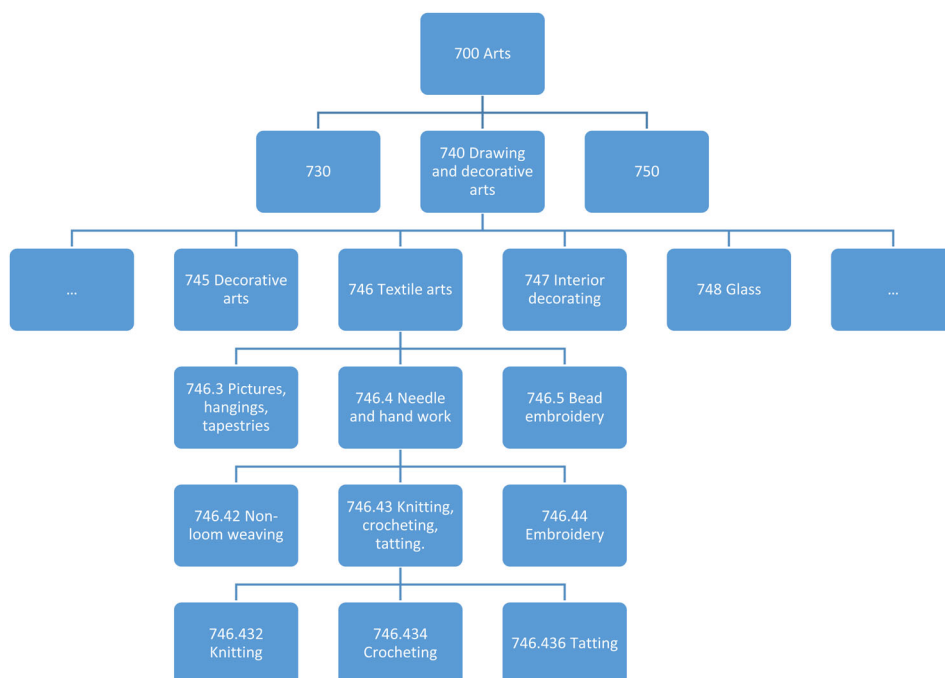 700 Arts
730
740 Drawing
and decorative
arts
750
...
745 Decorative
arts
746 Textile arts
747 Interior
decorating
748 Glass
...
746.3 Pictures,
hangings,
tapestries
746.4 Needle
and hand work
746.5 Bead
embroidery
746.42 Non-
loom weaving
746.43 Knitting,
crocheting,
tatting.
746.44
Embroidery
746.432
Knitting
746.434
Crocheting
746.436 Tatting